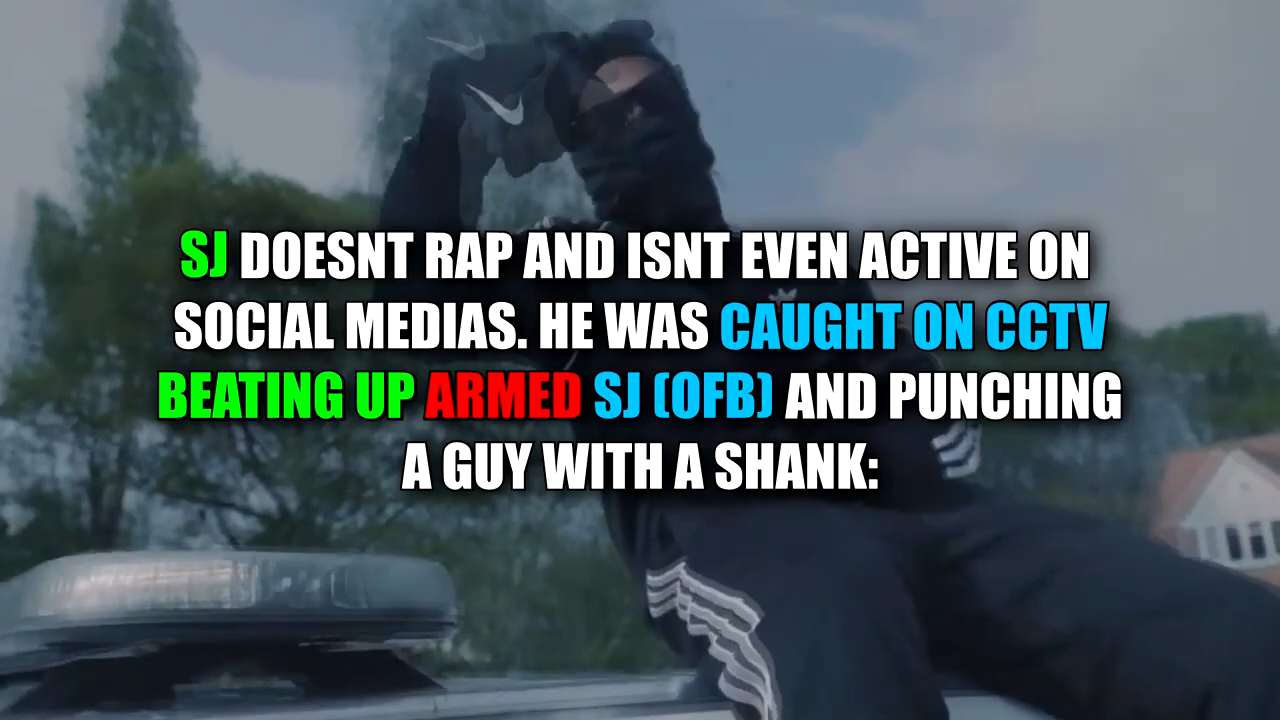 SJ DOESNT RAP AND ISNT EVEN ACTIVE ON
SOCIAL MEDIAS. HE WAS CAUGHT ON CCTV
BEATING UP ARMED SJ (OFB) AND PUNCHING
A GUY WITH A SHANK: